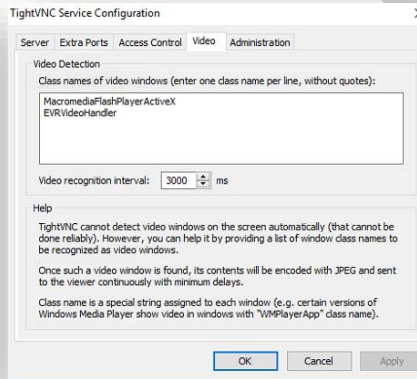 TightVNC Service Configuration
Server Extra Ports Access Control Video Administration
Video Detection
Class names of video windows (enter one class name per line, without quotes):
MacromediaFlashPlayerActiveX
EVRVideoHandler
Video recognition interval: 3000 ms
Help
TightVNC cannot detect video windows on the screen automatically (that cannot be
done reliably). However, you can help it by providing a list of window class names to
be recognized as video windows.
Once such a video window is found, its contents will be encoded with JPEG and sent
to the viewer continuously with minimum delays.
Class name is a special string assigned to each window (e.g. certain versions of
Windows Media Player show video in windows with "WMPlayerApp" class name).
OK Cancel Apply